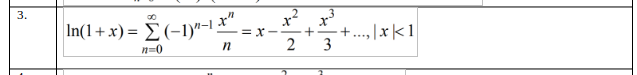 3.
ln(1 + x) = ∑_{n=0}^{∞} (−1)^{n−1} x^n / n = x − x^2 / 2 + x^3 / 3 + ..., | x |< 1